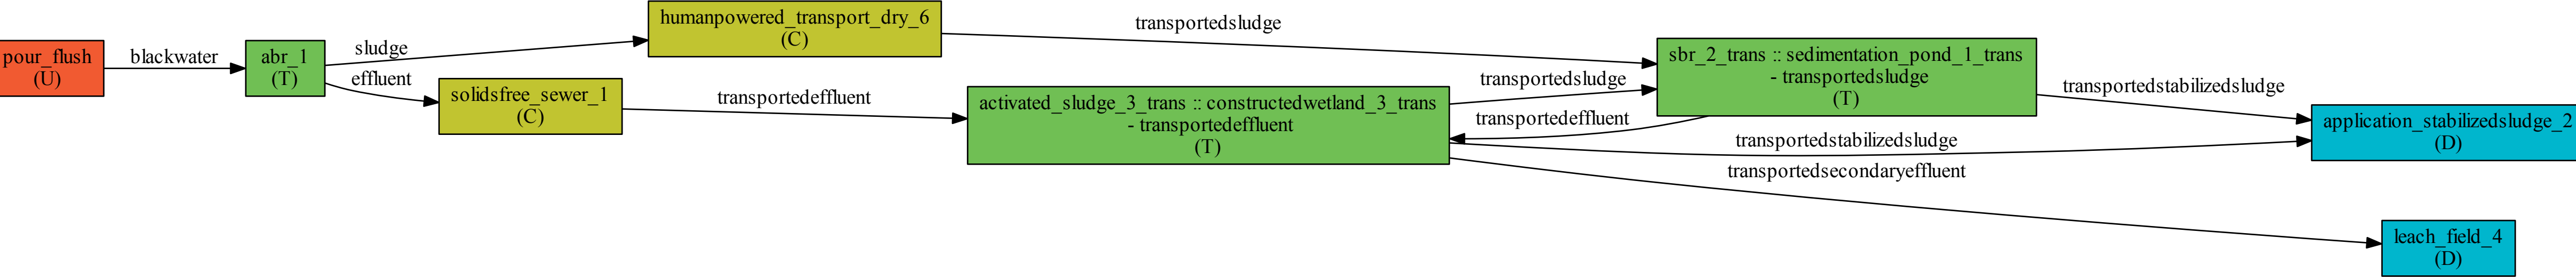 pour_flush
(U)
blackwater
abr_1
(T)
sludge
effluent
humanpowered_transport_dry_6
(C)
solidsfree_sewer_1
(C)
transportedsludge
transportedeffluent
activated_sludge_3_trans :: constructedwetland_3_trans
- transportedeffluent
(T)
transportedsludge
transportedeffluent
sbr_2_trans :: sedimentation_pond_1_trans
- transportedsludge
(T)
transportedstabilizedsludge
transportedstabilizedsludge
transportedsecondaryeffluent
application_stabilizedsludge_2
(D)
leach_field_4
(D)